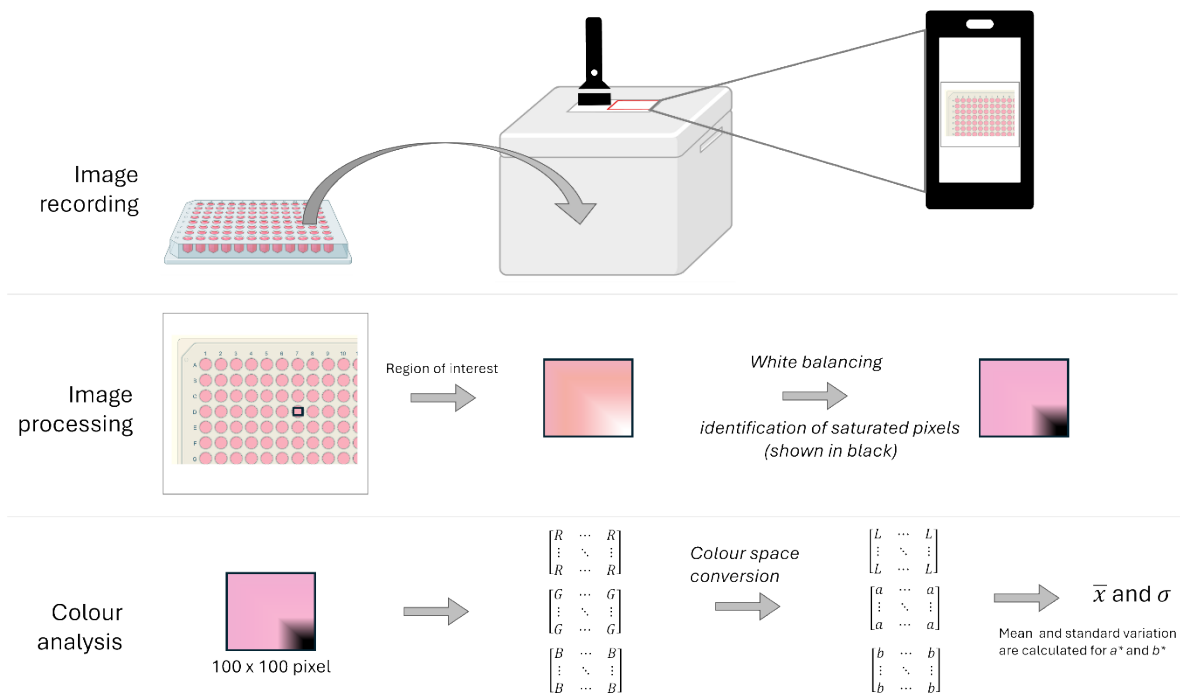 Image
recording
Image
processing
1 2 3 4 5 6 7 8 9 10
A
B
C
D
E
F
G
Region of interest
White balancing
identification of saturated pixels
(shown in black)
Colour
analysis
100 x 100 pixel
R ⋯ R
⋮ ⋱ ⋮
R ⋯ R
G ⋯ G
⋮ ⋱ ⋮
G ⋯ G
B ⋯ B
⋮ ⋱ ⋮
B ⋯ B
Colour space
conversion
L ⋯ L
⋮ ⋱ ⋮
L ⋯ L
a ⋯ a
⋮ ⋱ ⋮
a ⋯ a
b ⋯ b
⋮ ⋱ ⋮
b ⋯ b
x̅ and σ
Mean and standard variation
are calculated for a* and b*